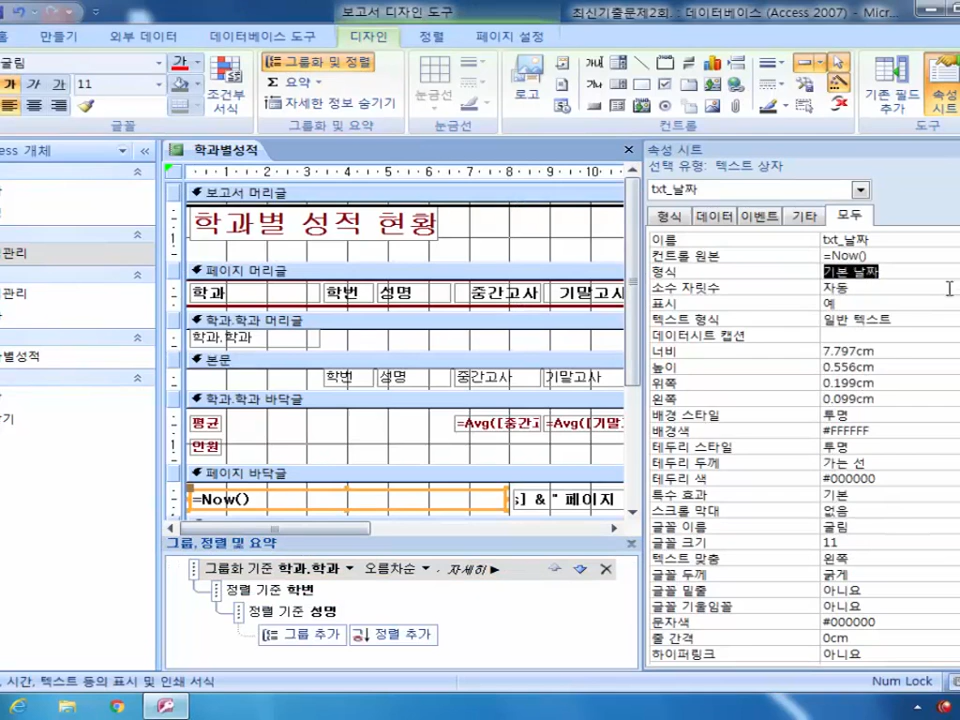 보고서 디자인 도구
최신기출문제2회. : 데이터베이스 (Access 2007) - Micr...
홈 만들기 외부 데이터 데이터베이스 도구 디자인 정렬 페이지 설정
굴림
가 가 가 11
조건부 서식
글꼴
그룹화 및 정렬
Σ 요약
자세한 정보 숨기기
그룹화 및 요약
눈금선
눈금선
로고
컨트롤
기존 필드 추가
속성 시트
도구
ess 개체
관리
관리
별성적
학과별성적
1 2 3 4 5 6 7 8 9 10
보고서 머리글
학과별 성적 현황
페이지 머리글
학과 학번 성명 중간고사 기말고사
학과.학과 머리글
학과.학과
본문
학번 성명 중간고사 기말고사
학과.학과 바닥글
평균 =Avg([중간고 =Avg([기말
인원
페이지 바닥글
=Now() s] & " 페이지
그룹, 정렬 및 요약
그룹화 기준 학과.학과 오름차순 , 자세히
정렬 기준 학번
정렬 기준 성명
그룹 추가 정렬 추가
속성 시트
선택 유형: 텍스트 상자
txt_날짜
형식 데이터 이벤트 기타 모두
이름 txt_날짜
컨트롤 원본 =Now()
형식 기본 날짜
소수 자릿수 자동
표시 예
텍스트 형식 일반 텍스트
데이터시트 캡션
너비 7.797cm
높이 0.556cm
위쪽 0.199cm
왼쪽 0.099cm
배경 스타일 투명
배경색 #FFFFFF
테두리 스타일 투명
테두리 두께 가는 선
테두리 색 #000000
특수 효과 기본
스크롤 막대 없음
글꼴 이름 굴림
글꼴 크기 11
텍스트 맞춤 왼쪽
글꼴 두께 굵게
글꼴 밑줄 아니요
글꼴 기울임꼴 아니요
문자색 #000000
줄 간격 0cm
하이퍼링크 아니요
, 시간, 텍스트 등의 표시 및 인쇄 서식
Num Lock